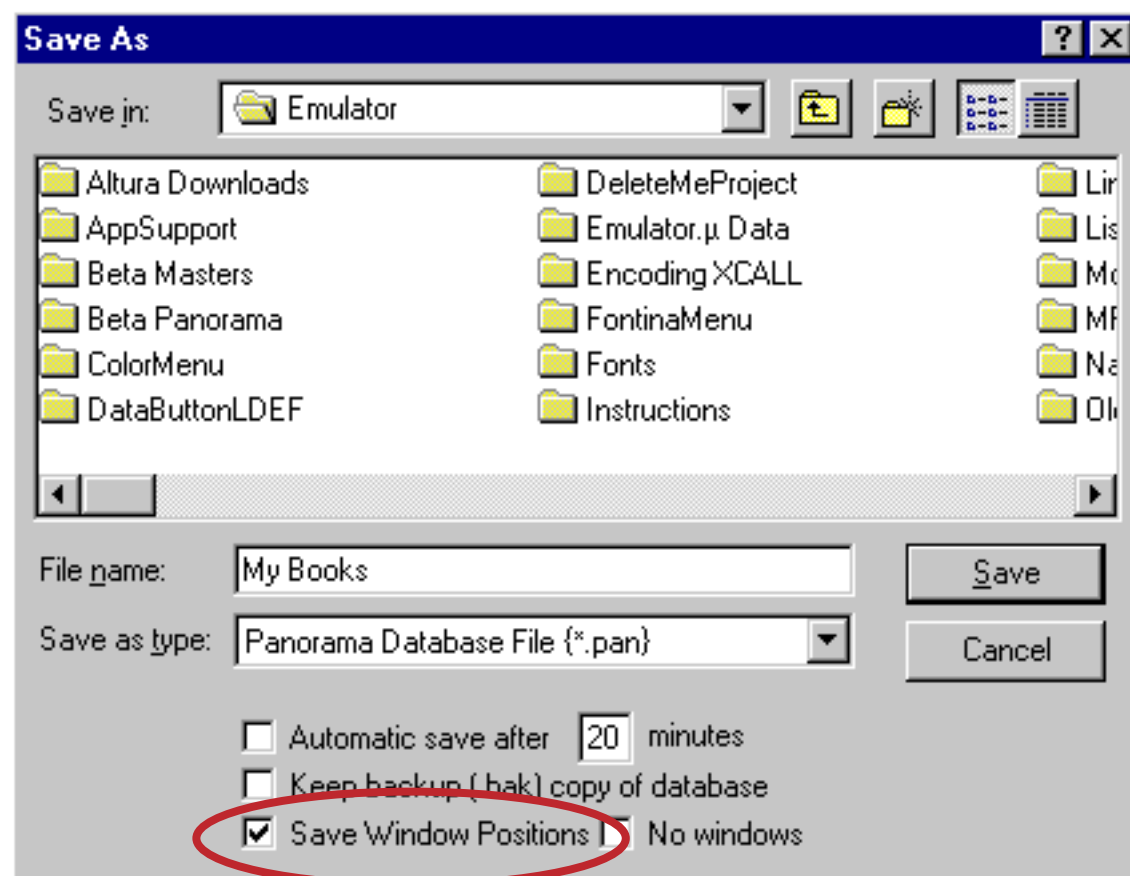 Save As
Save in: Emulator
Altura Downloads
AppSupport
Beta Masters
Beta Panorama
ColorMenu
DataButtonLDEF
DeleteMeProject
Emulator.µ Data
Encoding XCALL
FontinaMenu
Fonts
Instructions
File name: My Books
Save
Save as type: Panorama Database File {*.pan}
Cancel
Automatic save after 20 minutes
Keep backup (.bak) copy of database
Save Window Positions No windows